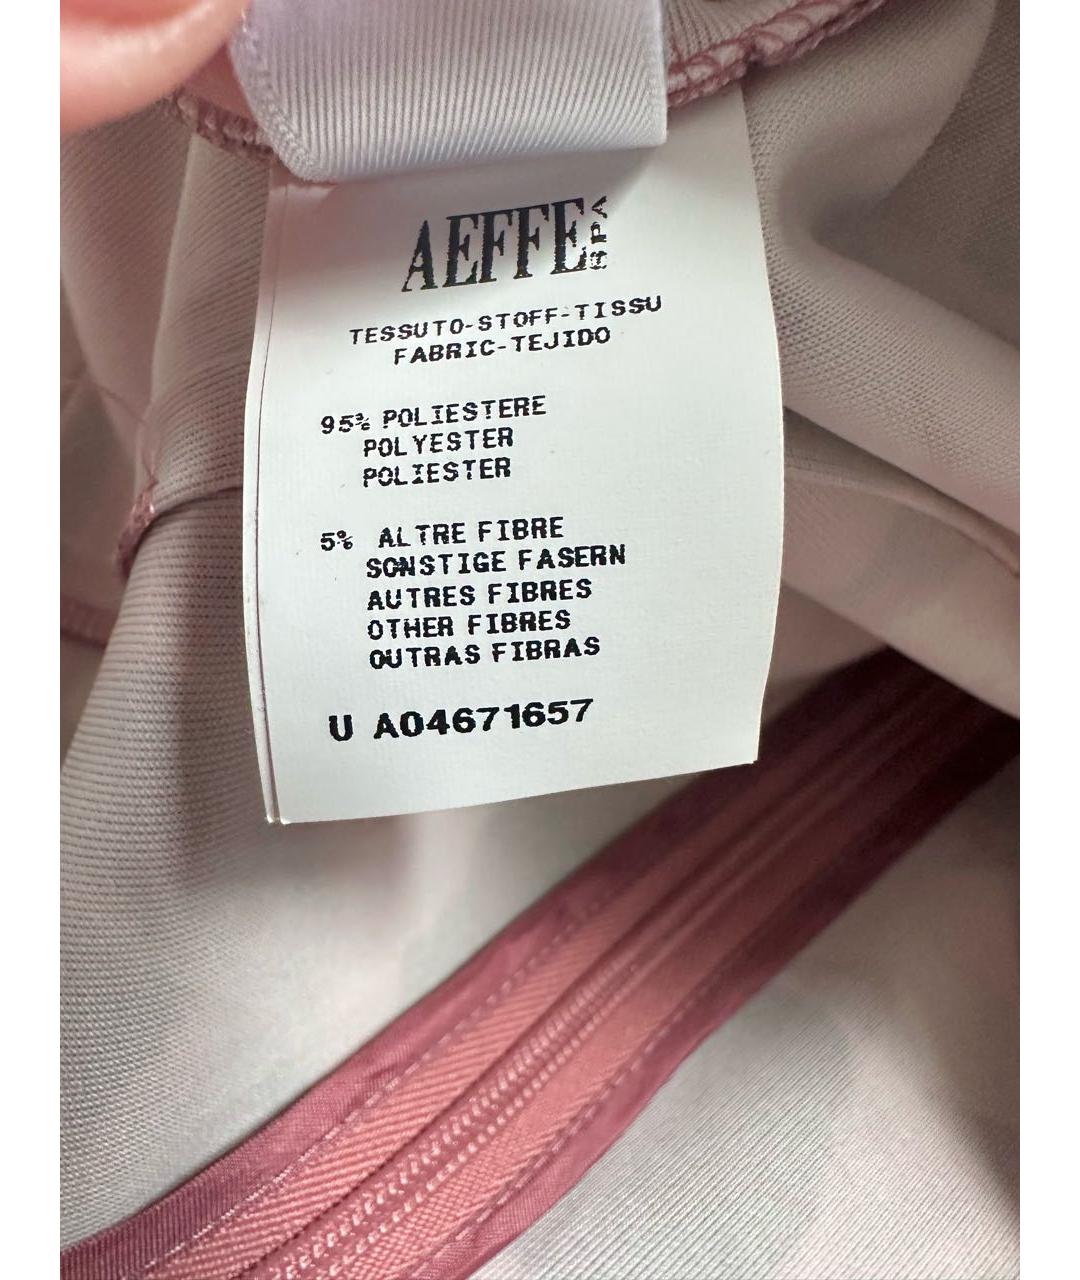 AEFFE SPA
TESSUTO-STOFF-TISSU
FABRIC-TEJIDO
95% POLIESTERE
POLYESTER
POLIESTER
5% ALTRE FIBRE
SONSTIGE FASERN
AUTRES FIBRES
OTHER FIBRES
OUTRAS FIBRAS
U A04671657